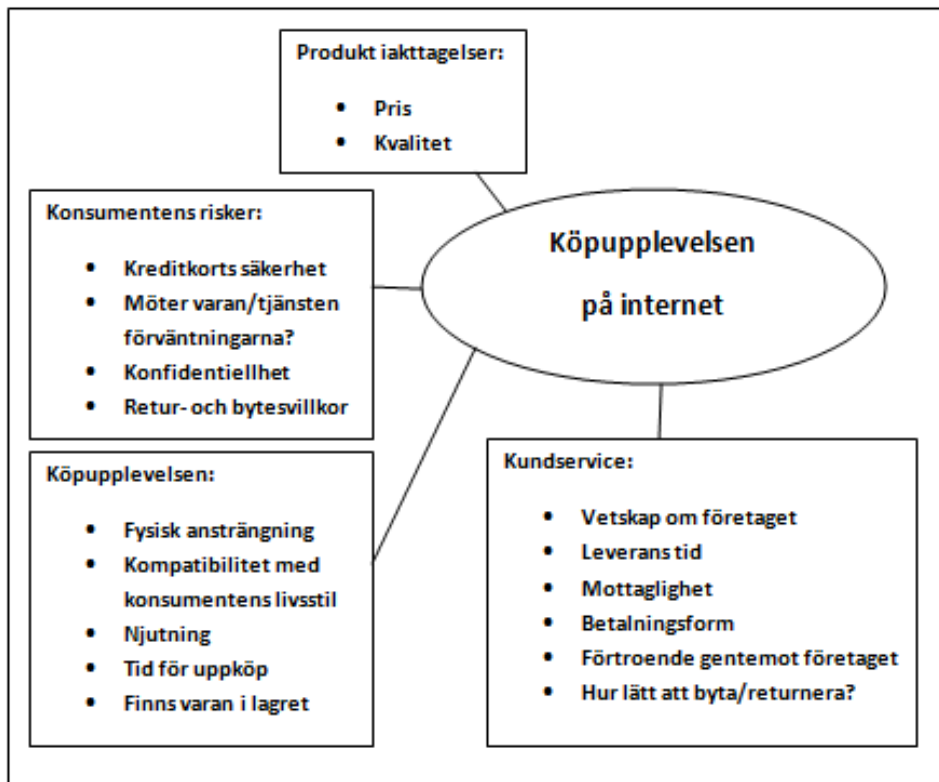 Produkt iakttagelser:
• Pris
• Kvalitet
Köpupplevelsen
på internet
Konsumentens risker:
• Kreditkorts säkerhet
• Möter varan/tjänsten
förväntningarna?
• Konfidentiellhet
• Retur- och bytesvillkor
Köpupplevelsen:
• Fysisk ansträngning
• Kompatibilitet med
konsumentens livsstil
• Njutning
• Tid för uppköp
• Finns varan i lagret
Kundservice:
• Vetskap om företaget
• Leverans tid
• Mottaglighet
• Betalningsform
• Förtroende gentemot företaget
• Hur lätt att byta/returnera?